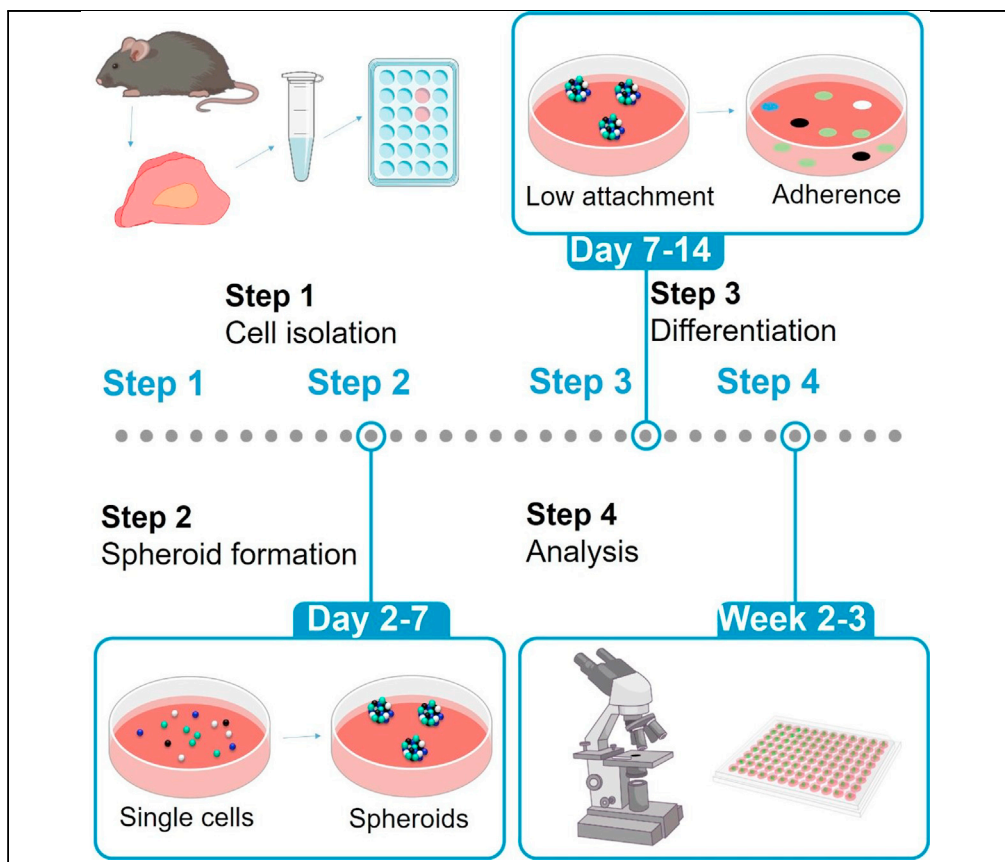 Low attachment
Adherence
Day 7-14
Step 1
Cell isolation
Step 3
Differentiation
Step 1
Step 2
Step 3
Step 4
Step 2
Spheroid formation
Step 4
Analysis
Day 2-7
Week 2-3
Single cells
Spheroids